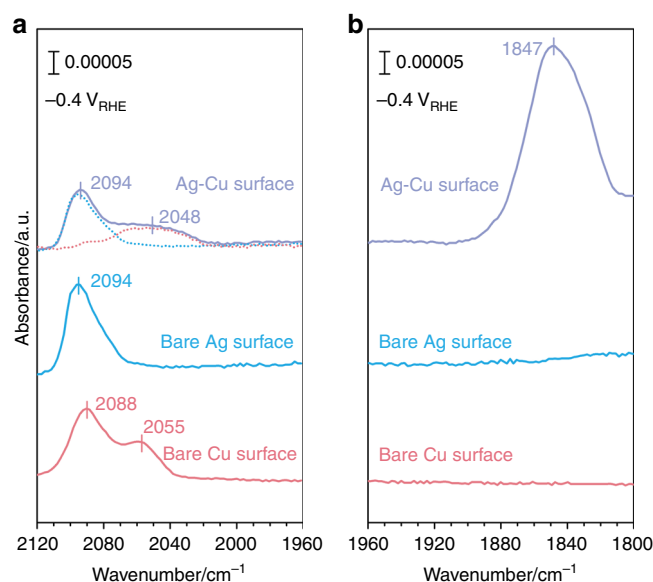 a
0.00005
−0.4 V_RHE
2094
Ag-Cu surface
2048
2094
Bare Ag surface
2088
2055
Bare Cu surface
Absorbance/a.u.
2120 2080 2040 2000 1960
Wavenumber/cm⁻¹
b
0.00005
1847
−0.4 V_RHE
Ag-Cu surface
Bare Ag surface
Bare Cu surface
1960 1920 1880 1840 1800
Wavenumber/cm⁻¹